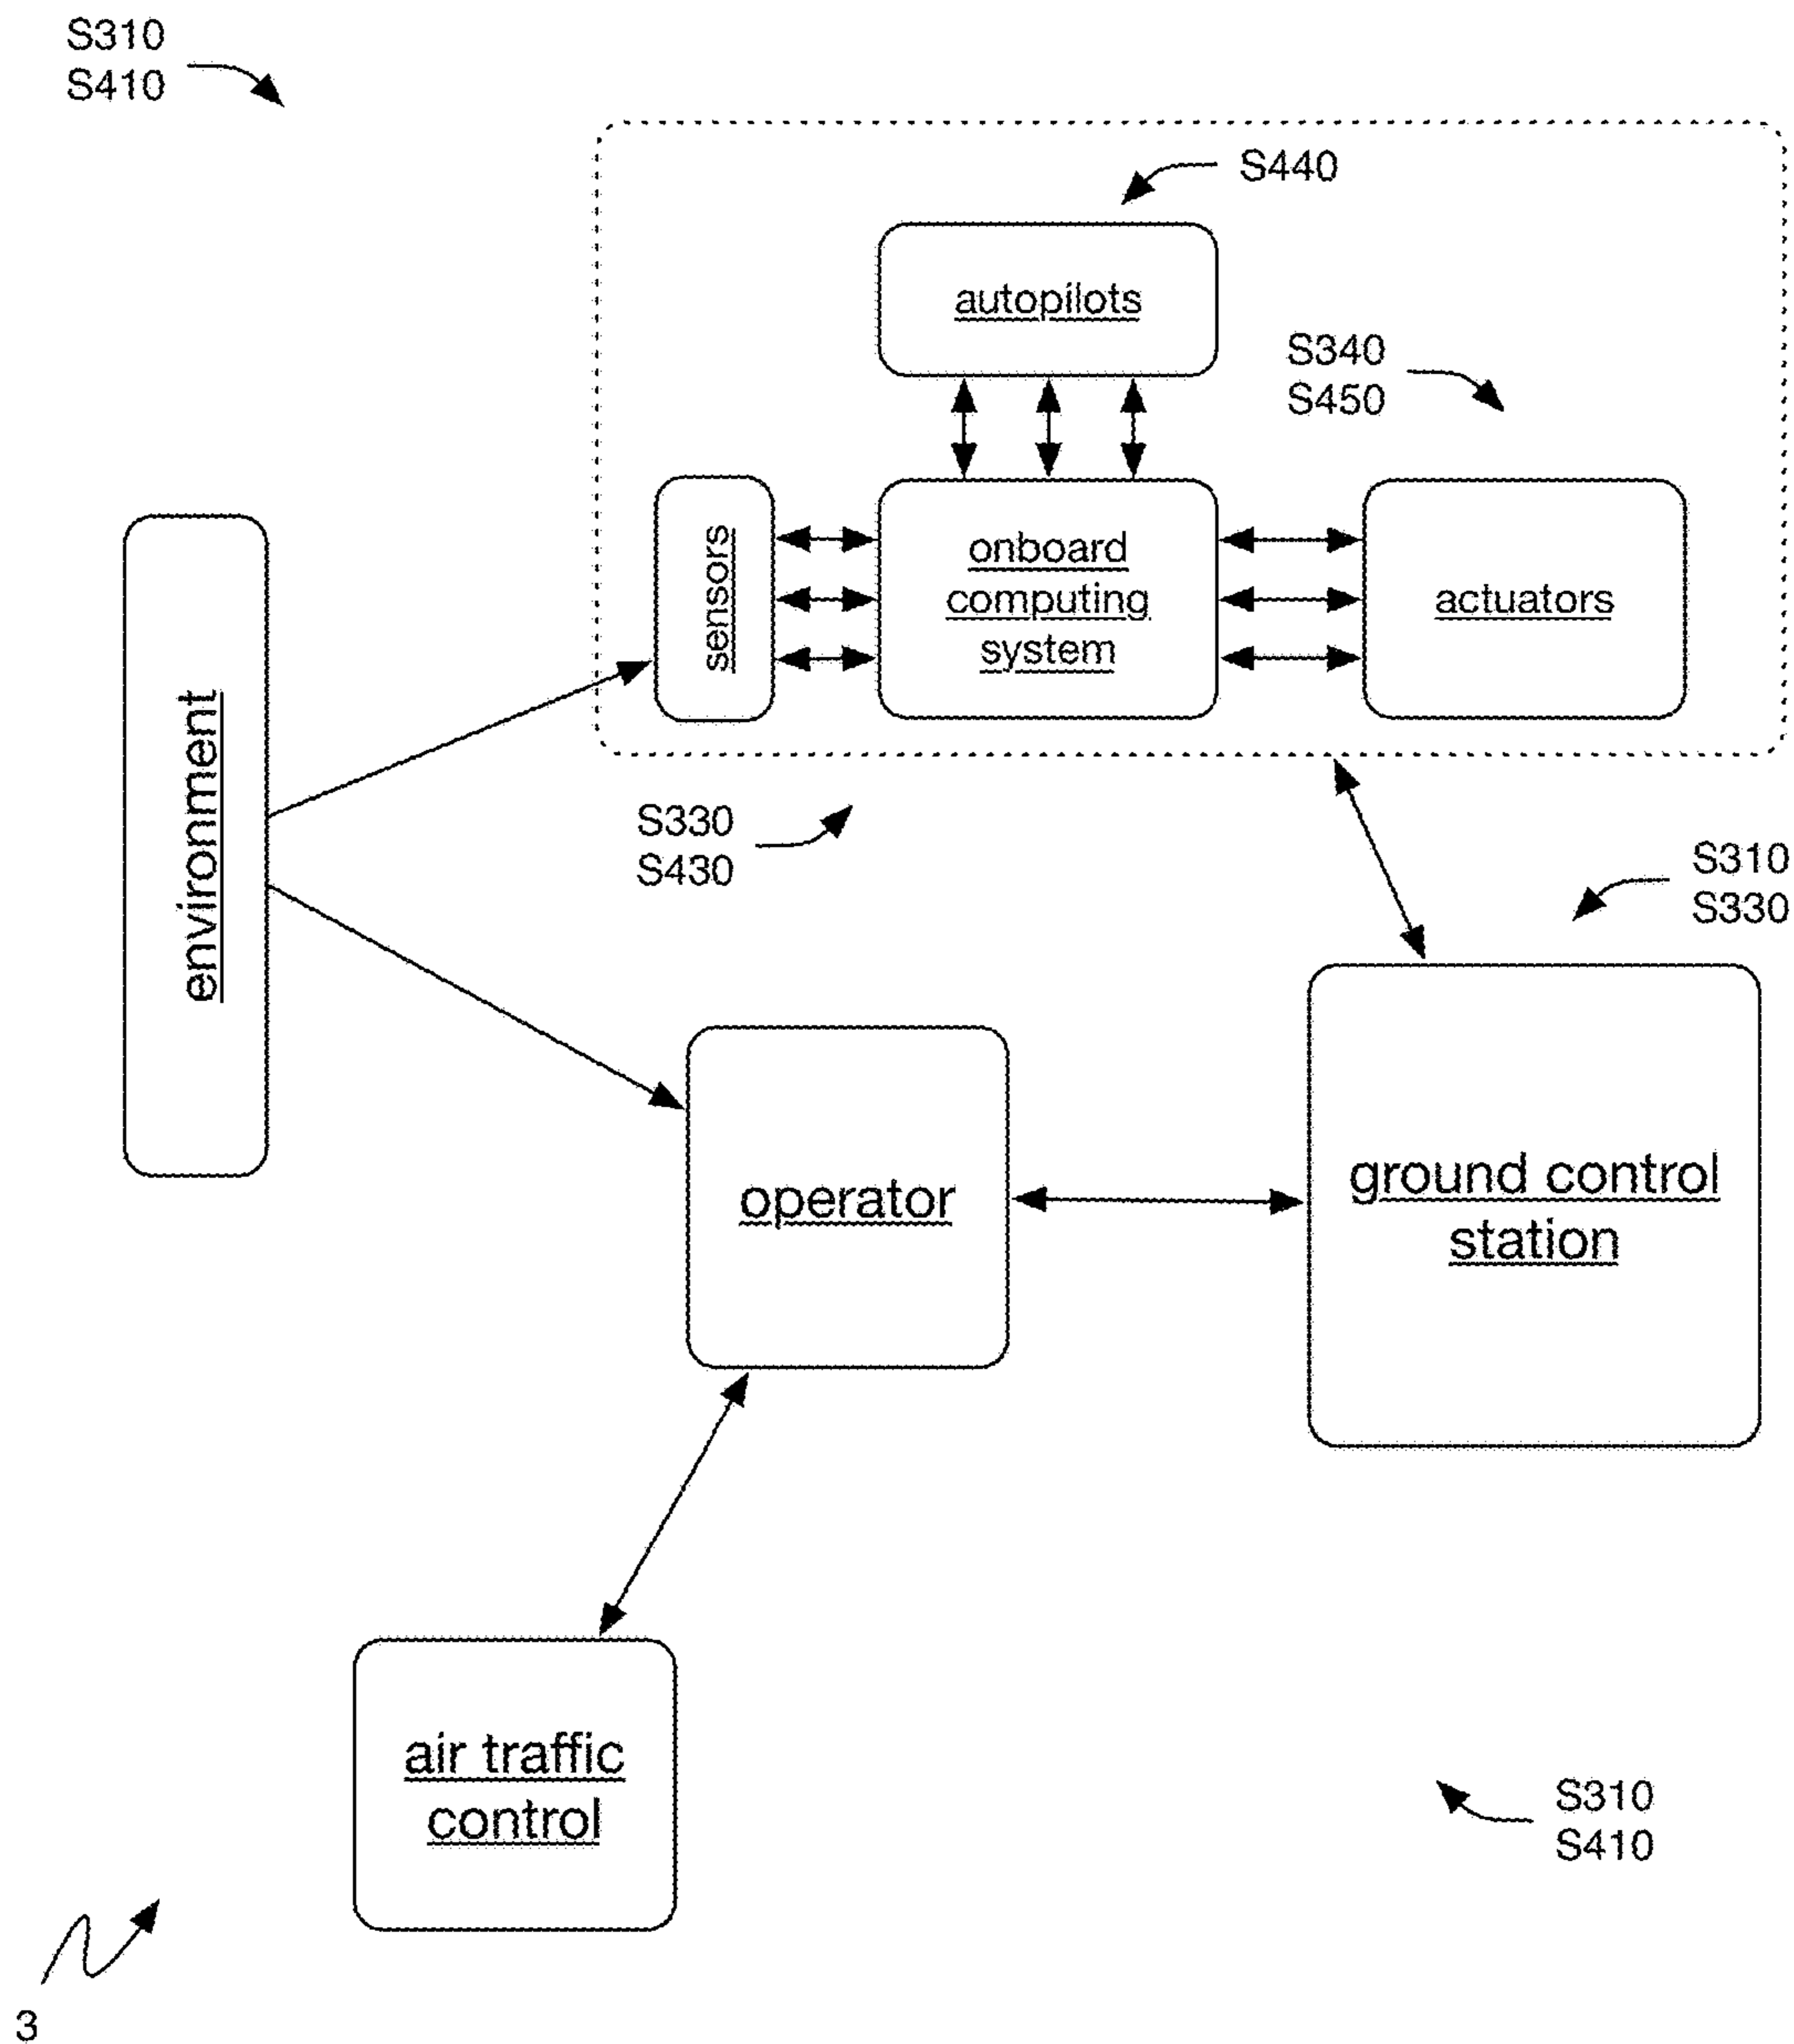 S310
S410
S440
autopilots
S340
S450
sensors
onboard
computing
system
actuators
environment
S330
S430
S310
S330
operator
ground control
station
air traffic
control
S310
S410
3